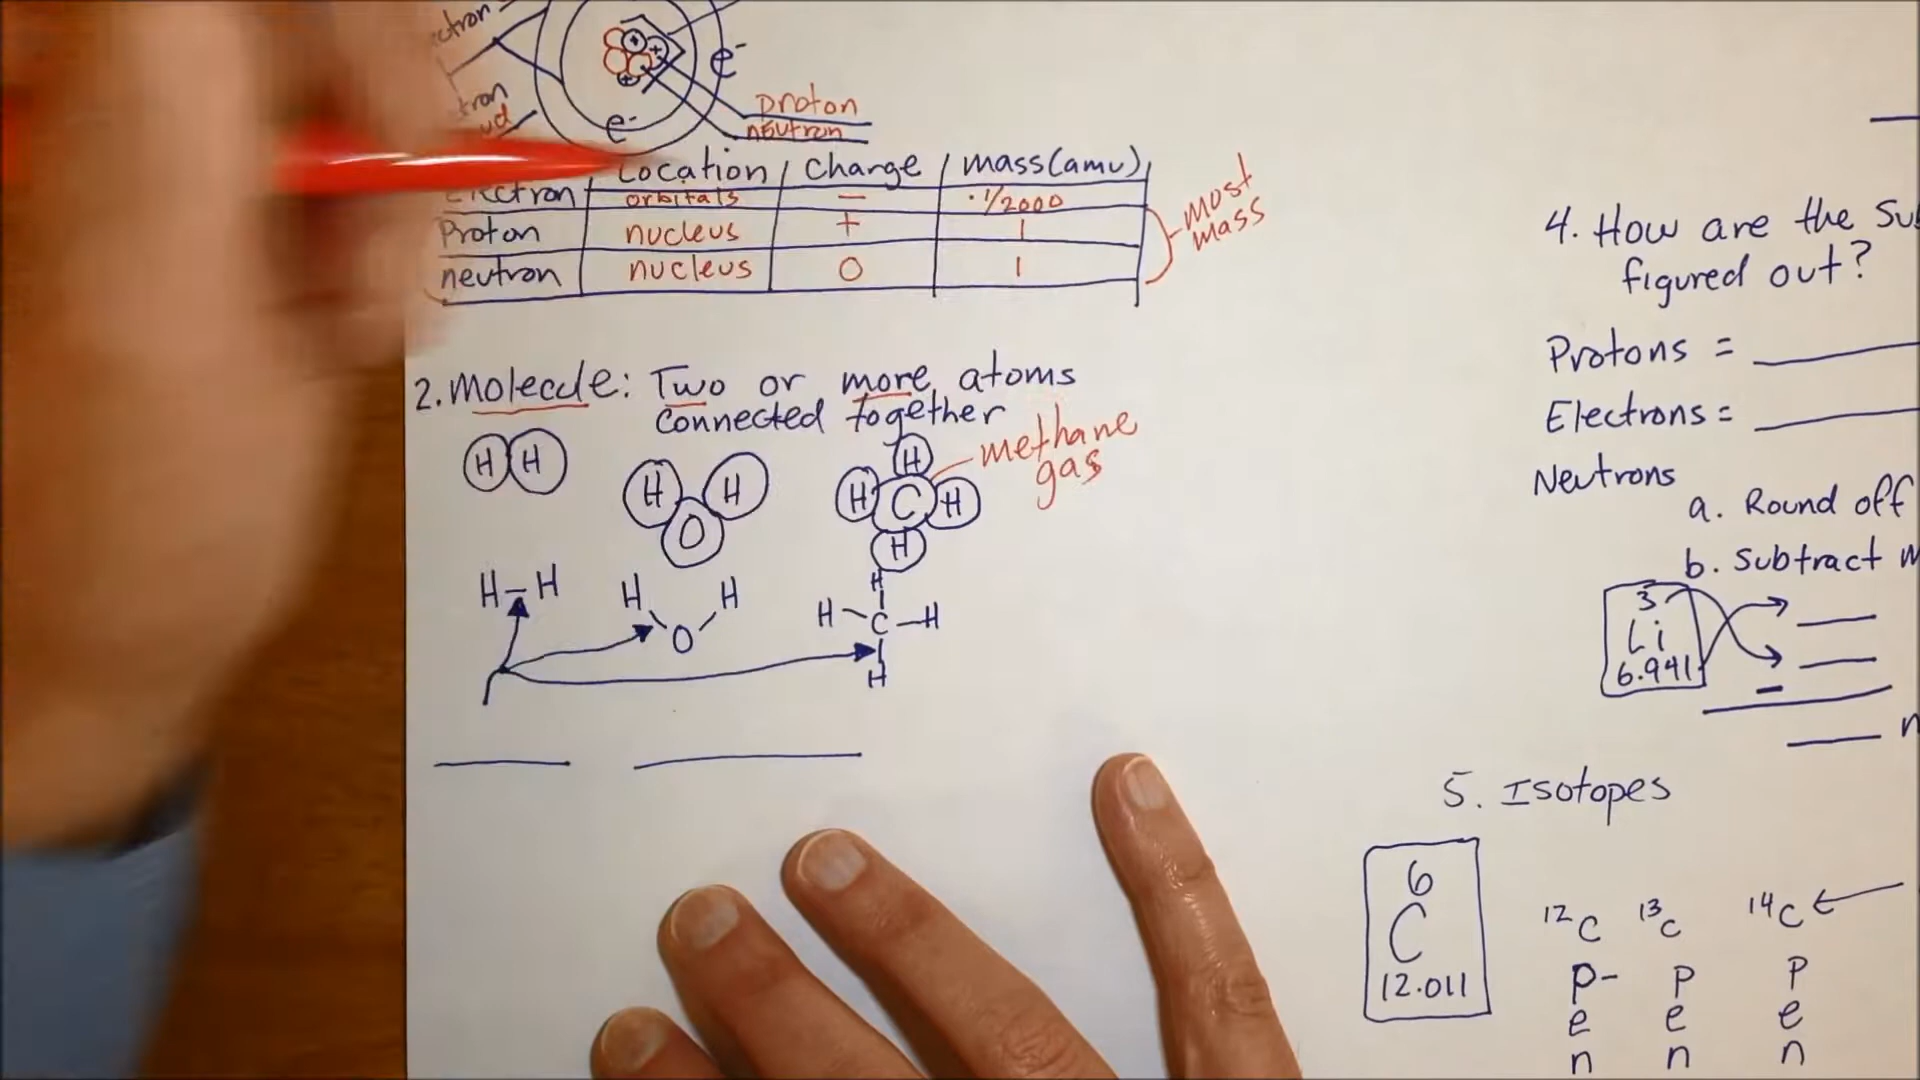 e-
proton
neutron
e-
Location Charge mass(amu)
Electron orbitals - 1/2000
Proton nucleus + 1
neutron nucleus 0 1
most
mass
2. Molecule: Two or more atoms
connected together
methane
gas
H H
H H
O
H
H C H
H
H-H
H H
O
H
H-C-H
H
4. How are the
figured out?
Protons =
Electrons =
Neutrons
a. Round off
b. Subtract
3
Li
6.941
-
n
5. Isotopes
6
C
12.011
12C 13C 14C
p- p p
e e e
n n n